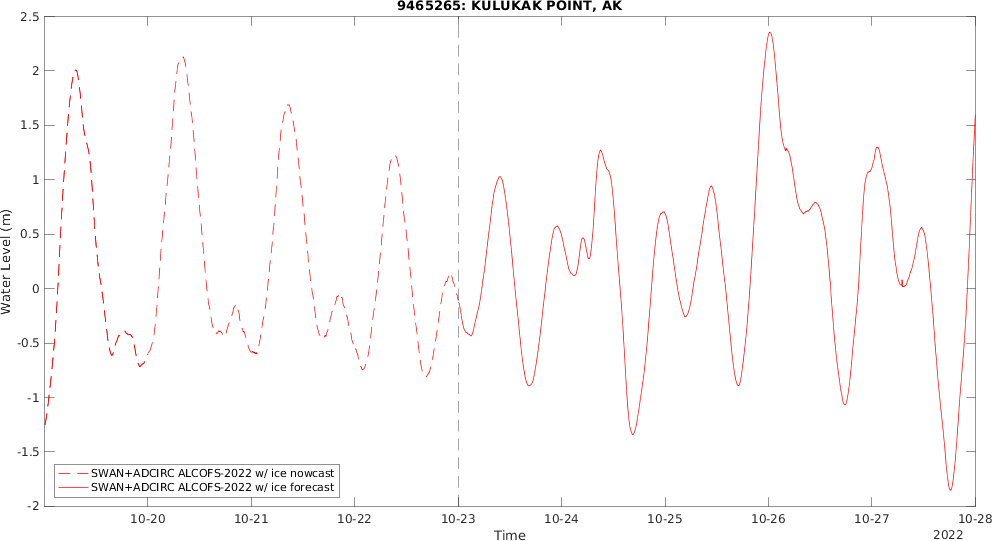 9465265: KULUKAK POINT, AK
2.5
2
1.5
1
0.5
0
-0.5
-1
-1.5
-2
Water Level (m)
SWAN+ADCIRC ALCOFS-2022 w/ ice nowcast
SWAN+ADCIRC ALCOFS-2022 w/ ice forecast
10-20 10-21 10-22 10-23 10-24 10-25 10-26 10-27 10-28
Time
2022